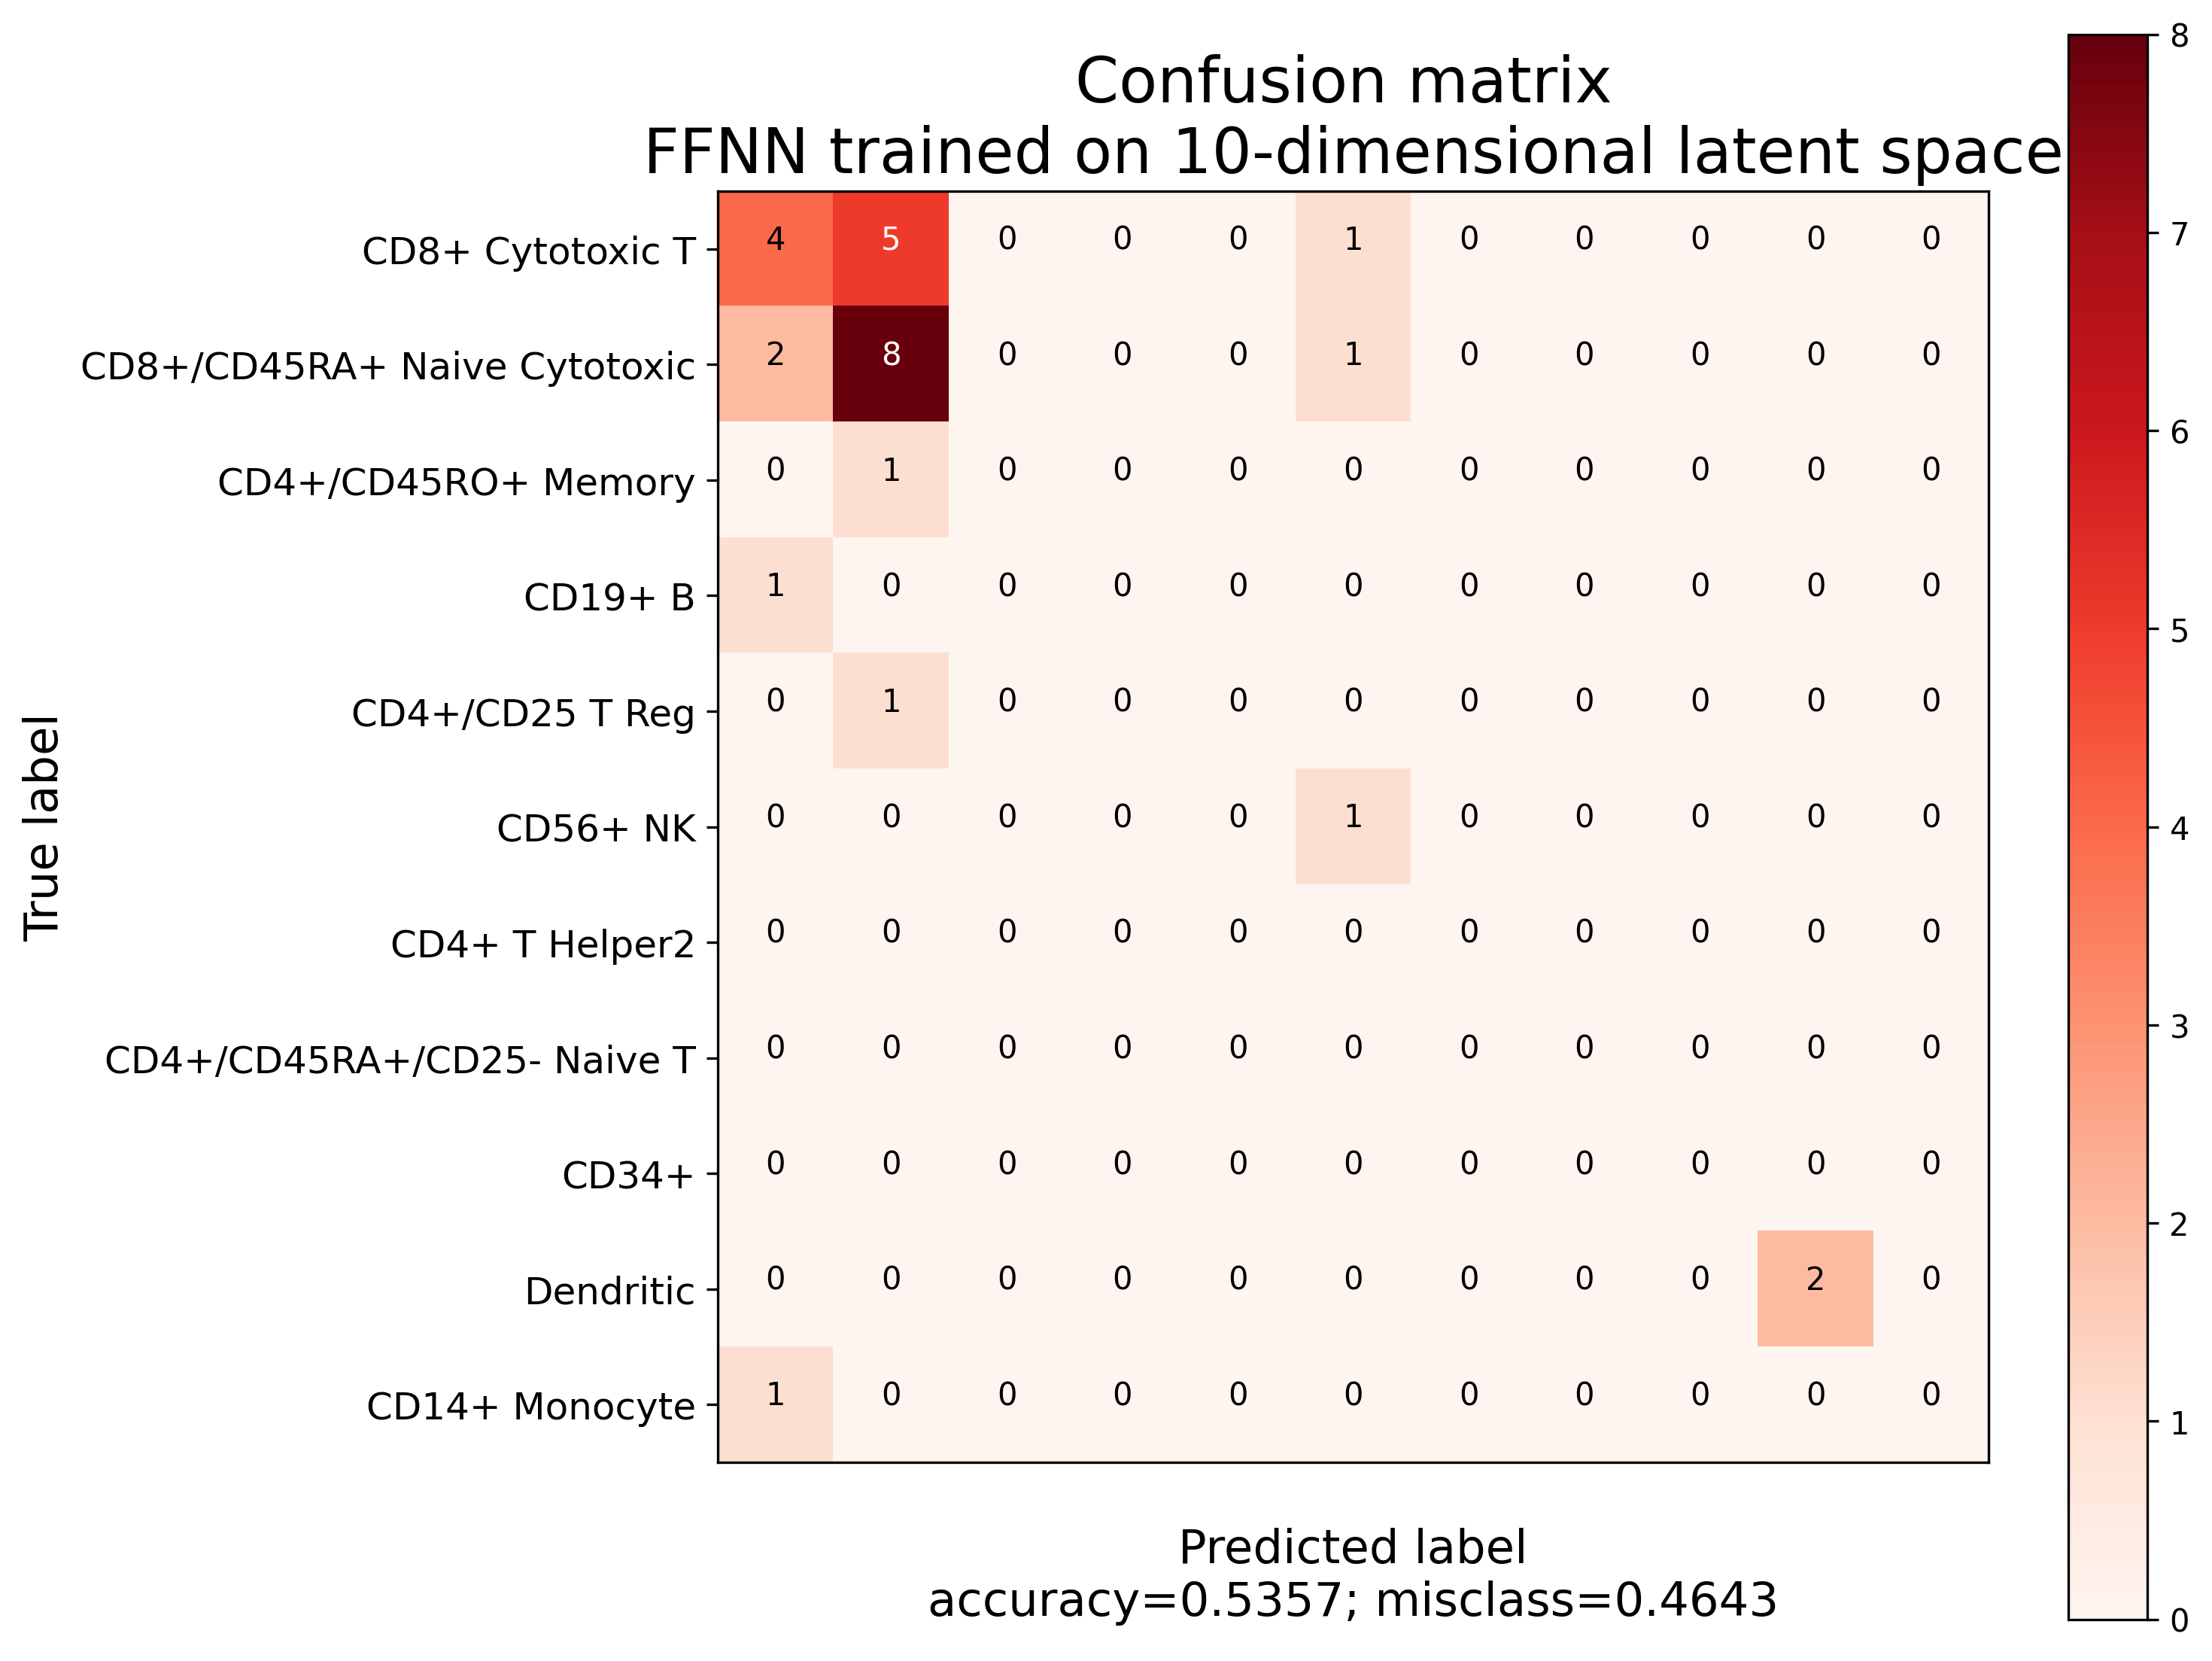 Confusion matrix
FFNN trained on 10-dimensional latent space
CD8+ Cytotoxic T 4 5 0 0 0 1 0 0 0 0 0
CD8+/CD45RA+ Naive Cytotoxic 2 8 0 0 0 1 0 0 0 0 0
CD4+/CD45RO+ Memory 0 1 0 0 0 0 0 0 0 0 0
CD19+ B 1 0 0 0 0 0 0 0 0 0 0
CD4+/CD25 T Reg 0 1 0 0 0 0 0 0 0 0 0
CD56+ NK 0 0 0 0 0 1 0 0 0 0 0
CD4+ T Helper2 0 0 0 0 0 0 0 0 0 0 0
CD4+/CD45RA+/CD25- Naive T 0 0 0 0 0 0 0 0 0 0 0
CD34+ 0 0 0 0 0 0 0 0 0 0 0
Dendritic 0 0 0 0 0 0 0 0 0 2 0
CD14+ Monocyte 1 0 0 0 0 0 0 0 0 0 0
True label
Predicted label
accuracy=0.5357; misclass=0.4643
8
7
6
5
4
3
2
1
0